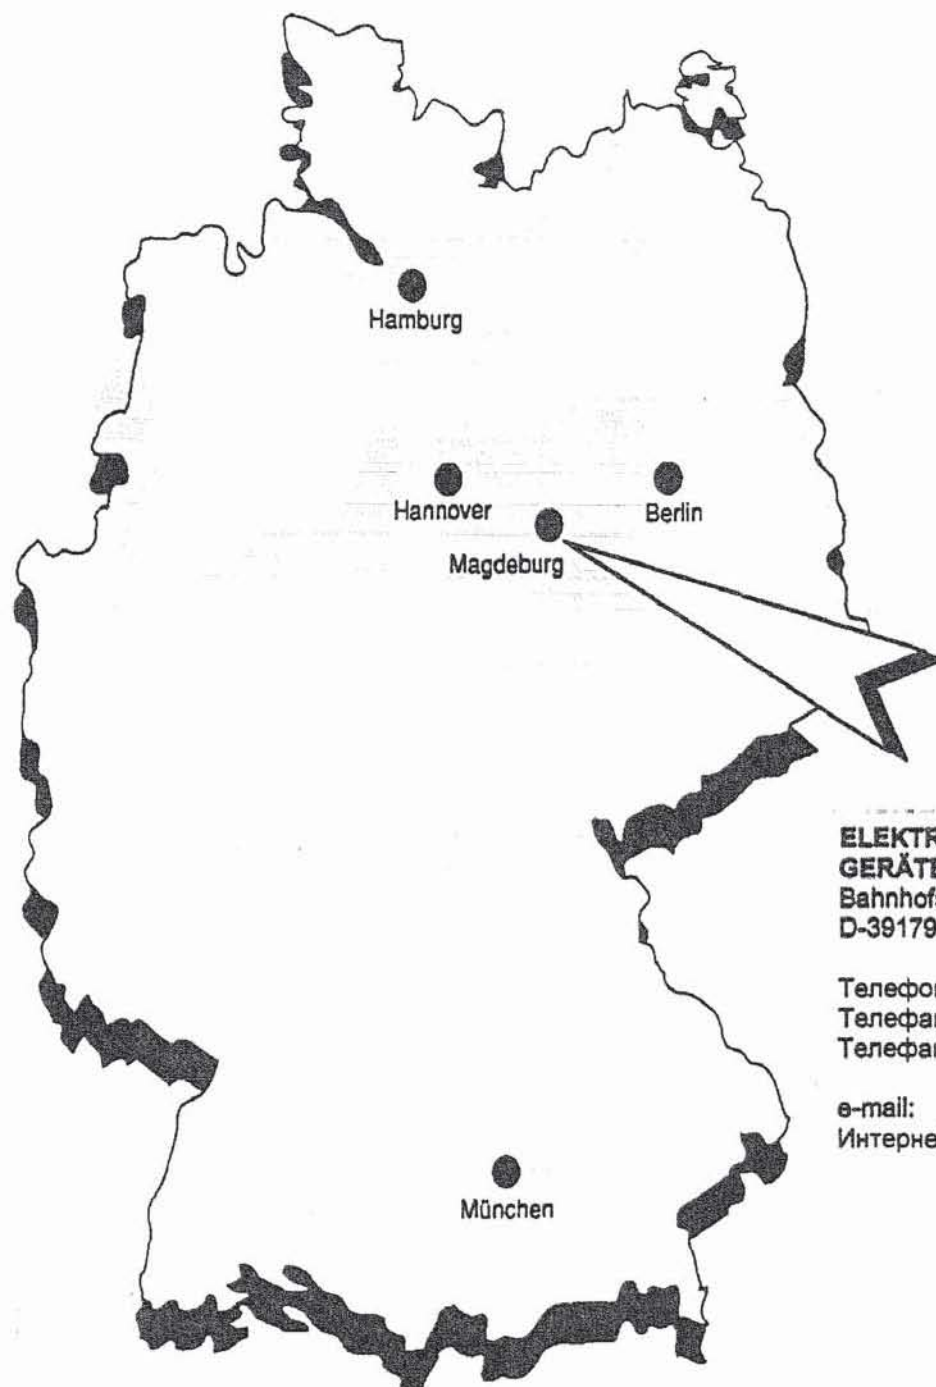 Hamburg
Hannover
Berlin
Magdeburg
ELEKTR
GERÄTE
Bahnhofs
D-39179
Телефон
Телефак
Телефак
e-mail:
Интерне
München